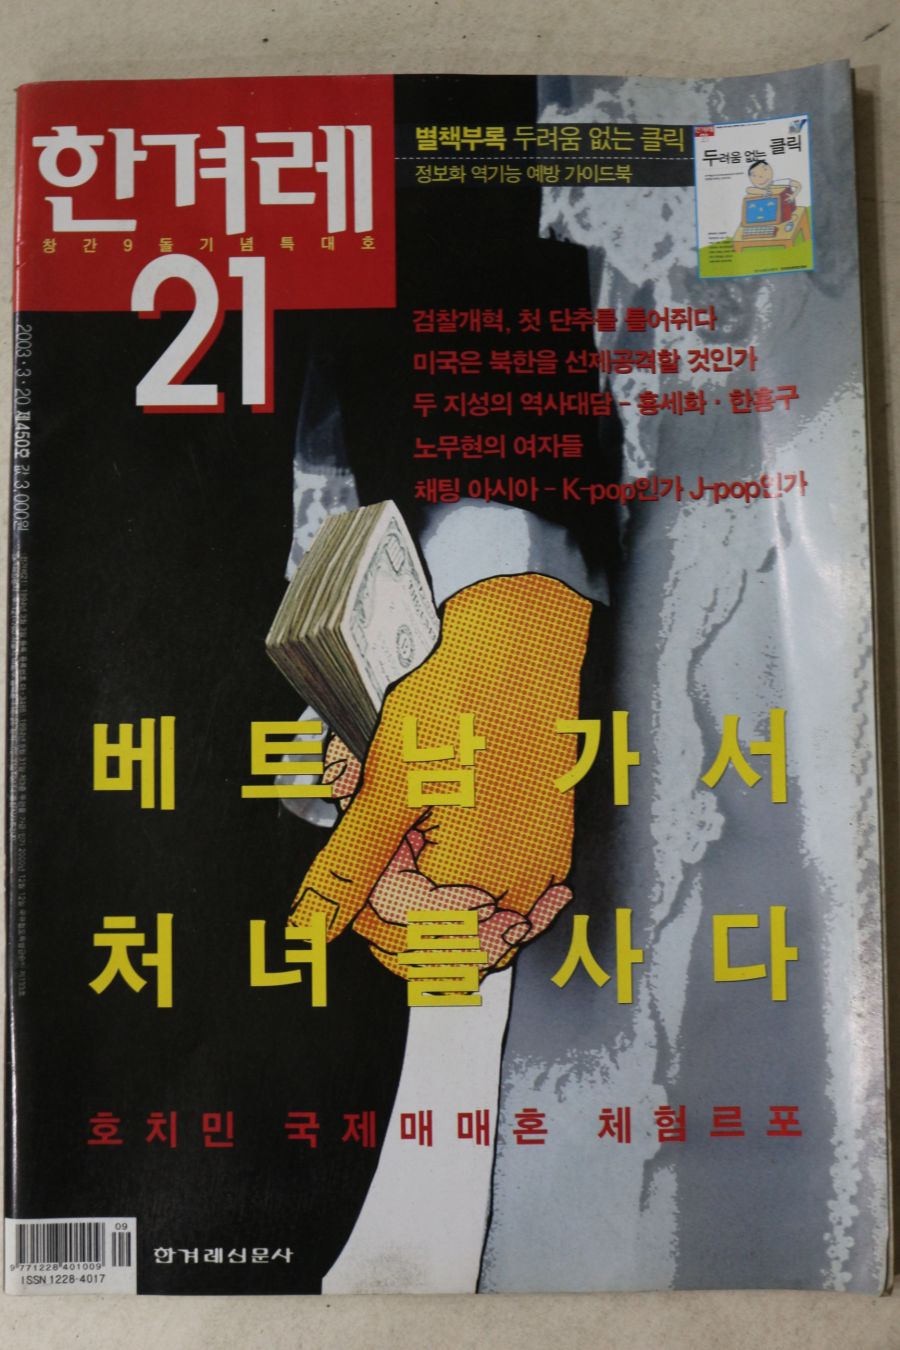 한겨레
창간9돌기념특대호
21
별책부록 두려움 없는 클릭
정보화 역기능 예방 가이드북
두려움 없는 클릭
검찰개혁, 첫 단추를 틀어쥐다
미국은 북한을 선제공격할 것인가
두 지성의 역사대담 - 홍세화 · 한홍구
노무현의 여자들
채팅 아시아 - K-pop인가 J-pop인가
2003·3·20 제450호 값 3,000원
베트남가서
처녀를사다
호치민 국제매매혼 체험르포
09
9 771228 401009
ISSN 1228-4017
한겨레신문사